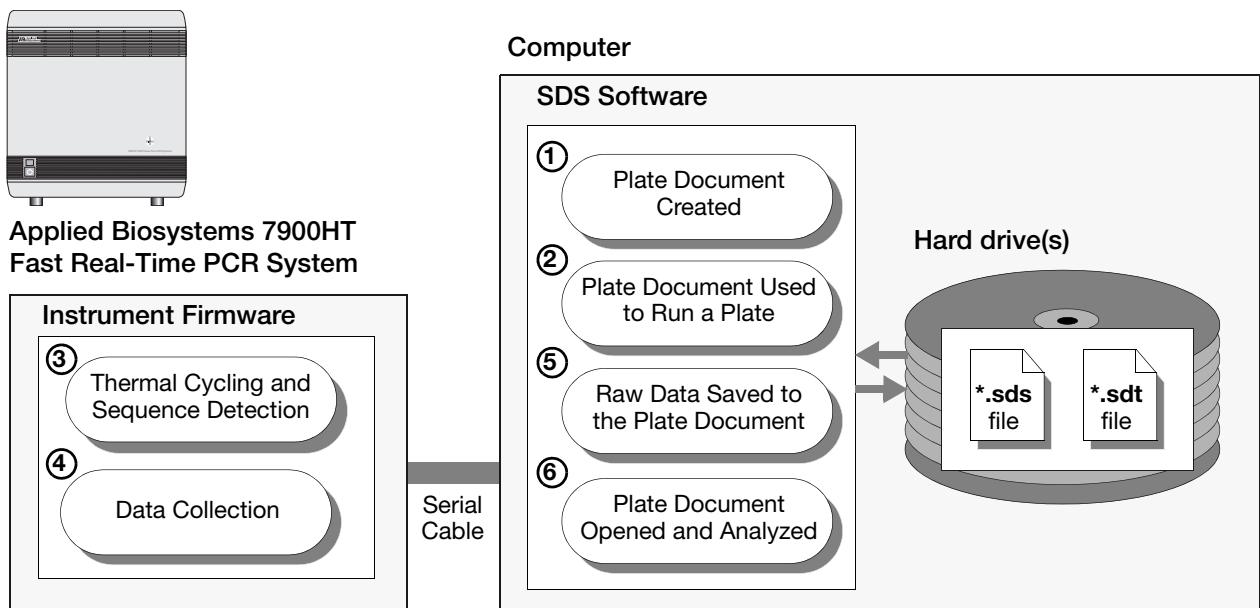 Applied Biosystems 7900HT
Fast Real-Time PCR System
Instrument Firmware
3
Thermal Cycling and
Sequence Detection
4
Data Collection
Serial
Cable
Computer
SDS Software
1
Plate Document
Created
2
Plate Document Used
to Run a Plate
5
Raw Data Saved to
the Plate Document
6
Plate Document
Opened and Analyzed
Hard drive(s)
*.sds
file
*.sdt
file